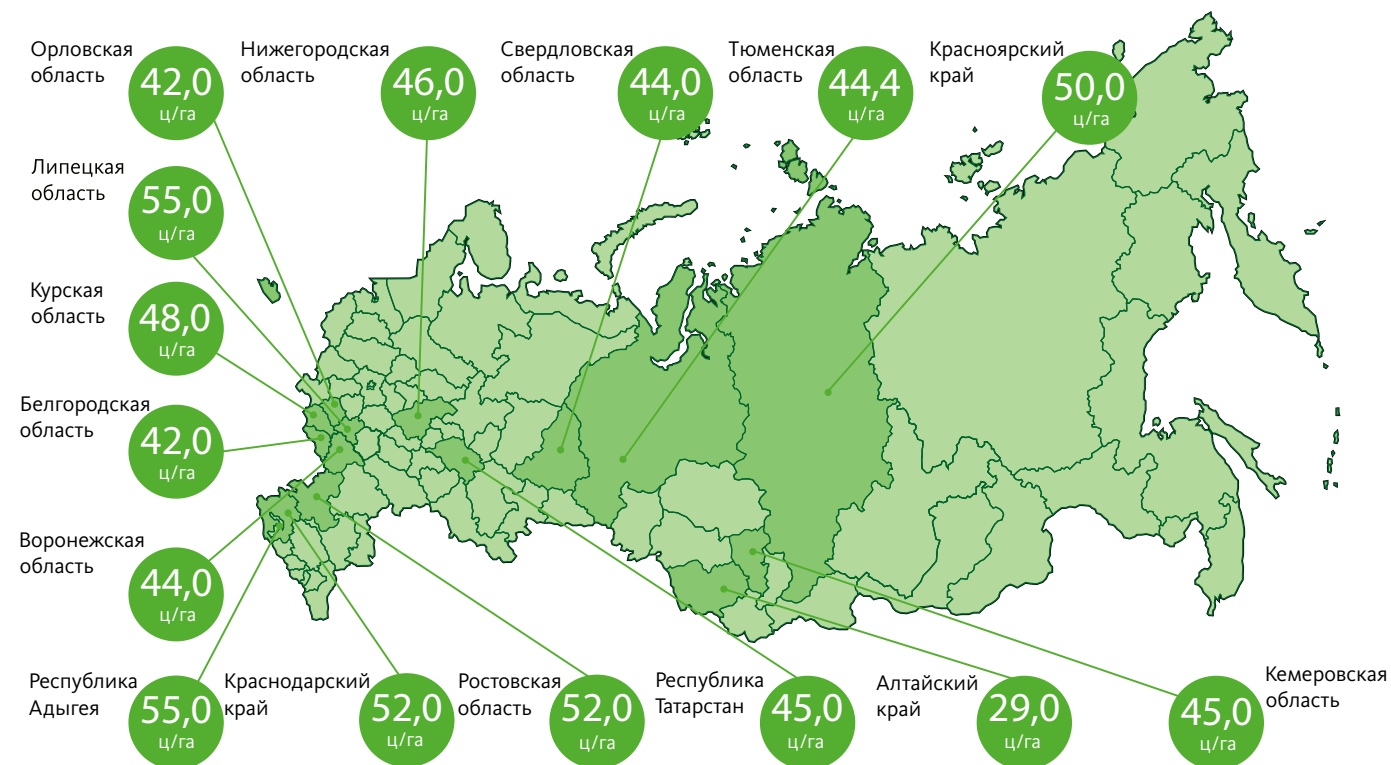 Орловская
область
42,0
ц/га
Нижегородская
область
46,0
ц/га
Свердловская
область
44,0
ц/га
Тюменская
область
44,4
ц/га
Красноярский
край
50,0
ц/га
Липецкая
область
55,0
ц/га
Курская
область
48,0
ц/га
Белгородская
область
42,0
ц/га
Воронежская
область
44,0
ц/га
Республика
Адыгея
55,0
ц/га
Краснодарский
край
52,0
ц/га
Ростовская
область
52,0
ц/га
Республика
Татарстан
45,0
ц/га
Алтайский
край
29,0
ц/га
Кемеровская
область
45,0
ц/га